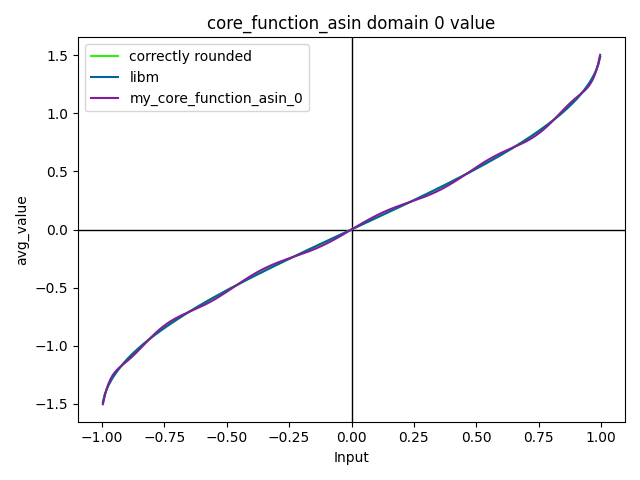 core_function_asin domain 0 value
correctly rounded
libm
my_core_function_asin_0
avg_value
1.5
1.0
0.5
0.0
−0.5
−1.0
−1.5
−1.00 −0.75 −0.50 −0.25 0.00 0.25 0.50 0.75 1.00
Input